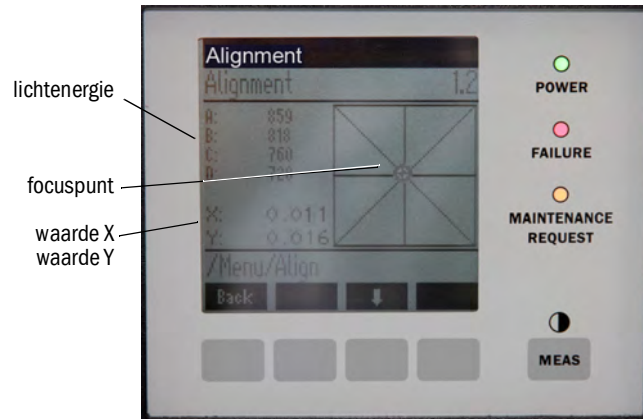 Alignment
Alignment 1.2
lichtenergie
A: 859
B: 818
C: 760
D: 720
focuspunt
waarde X
waarde Y
X: 0.011
Y: 0.016
/Menu/Align
Back
POWER
FAILURE
MAINTENANCE
REQUEST
MEAS